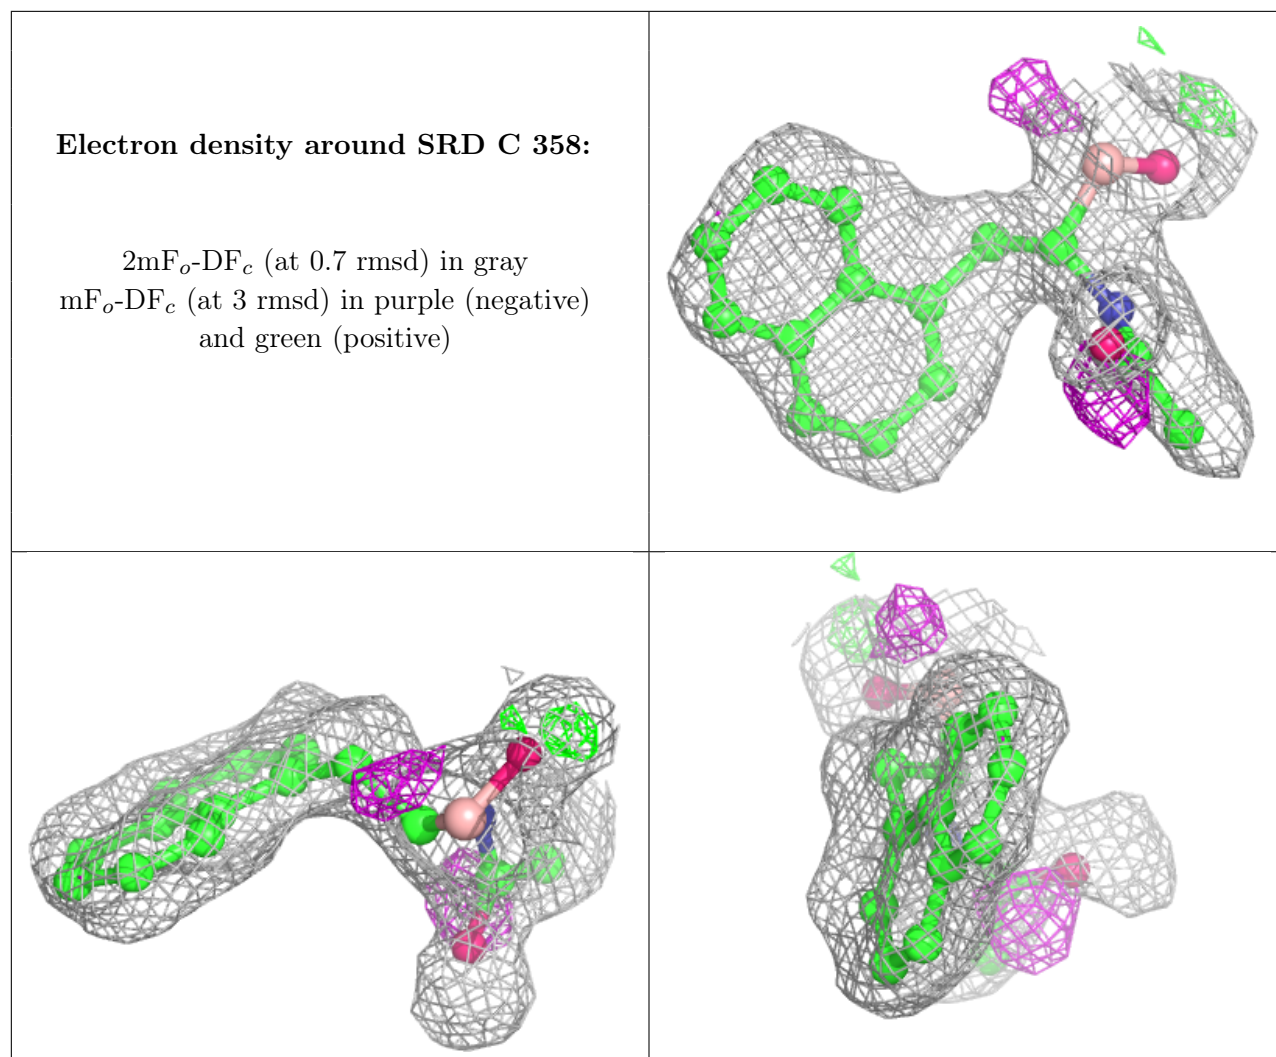 Electron density around SRD C 358:
2mFo-DFc (at 0.7 rmsd) in gray
mFo-DFc (at 3 rmsd) in purple (negative)
and green (positive)